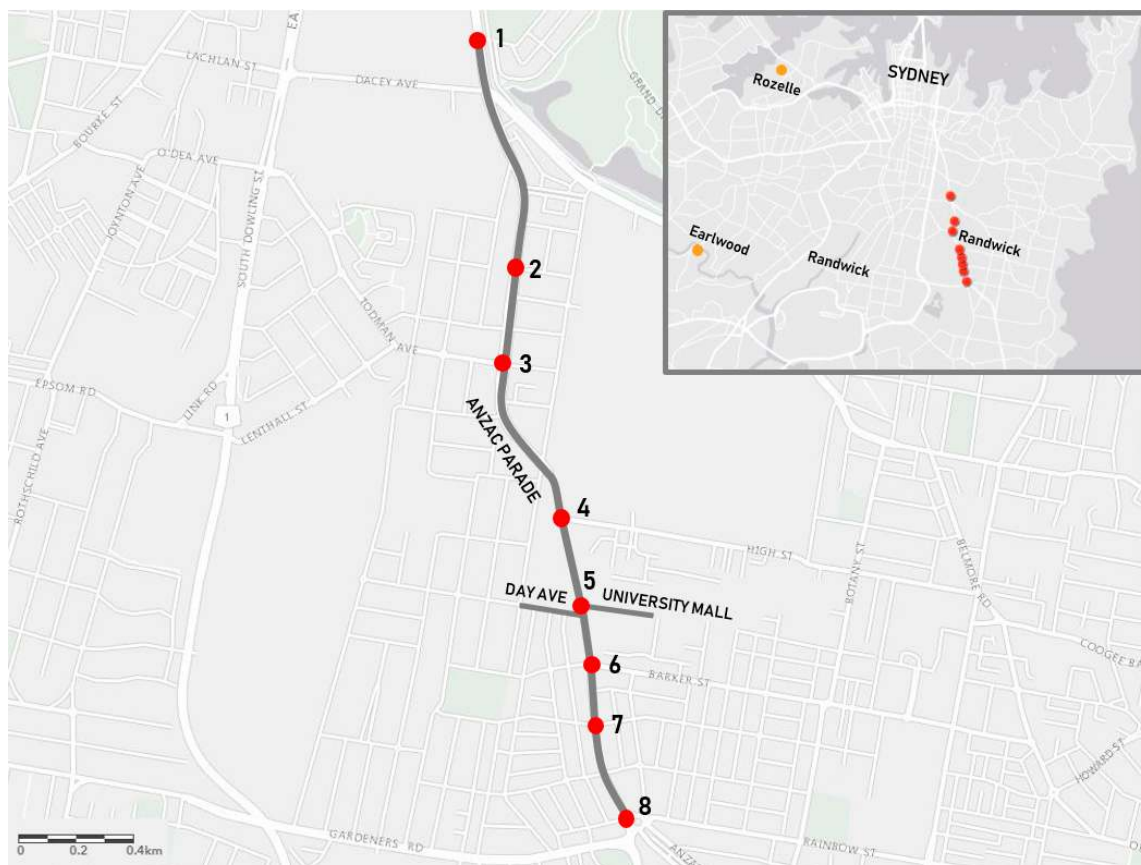 1
EA
LACHLAN ST
DACEY AVE
BOURKE ST
GRAND D
O'DEA AVE
JOYNTON AVE
SOUTH DOWLING ST
2
TODMAN AVE
3
EPSOM RD
LINK RD
1
LENTHALL ST
ROTHSCHILD AVE
ANZAC PARADE
4
HIGH ST
BOTANY ST
BELMORE RD
5
DAY AVE
UNIVERSITY MALL
6
BARKER ST
COOGEE BA
7
HOWARD ST
8
0 0.2 0.4km
GARDENERS RD
RAINBOW ST
ANZA
SYDNEY
Rozelle
Randwick
Earlwood
Randwick